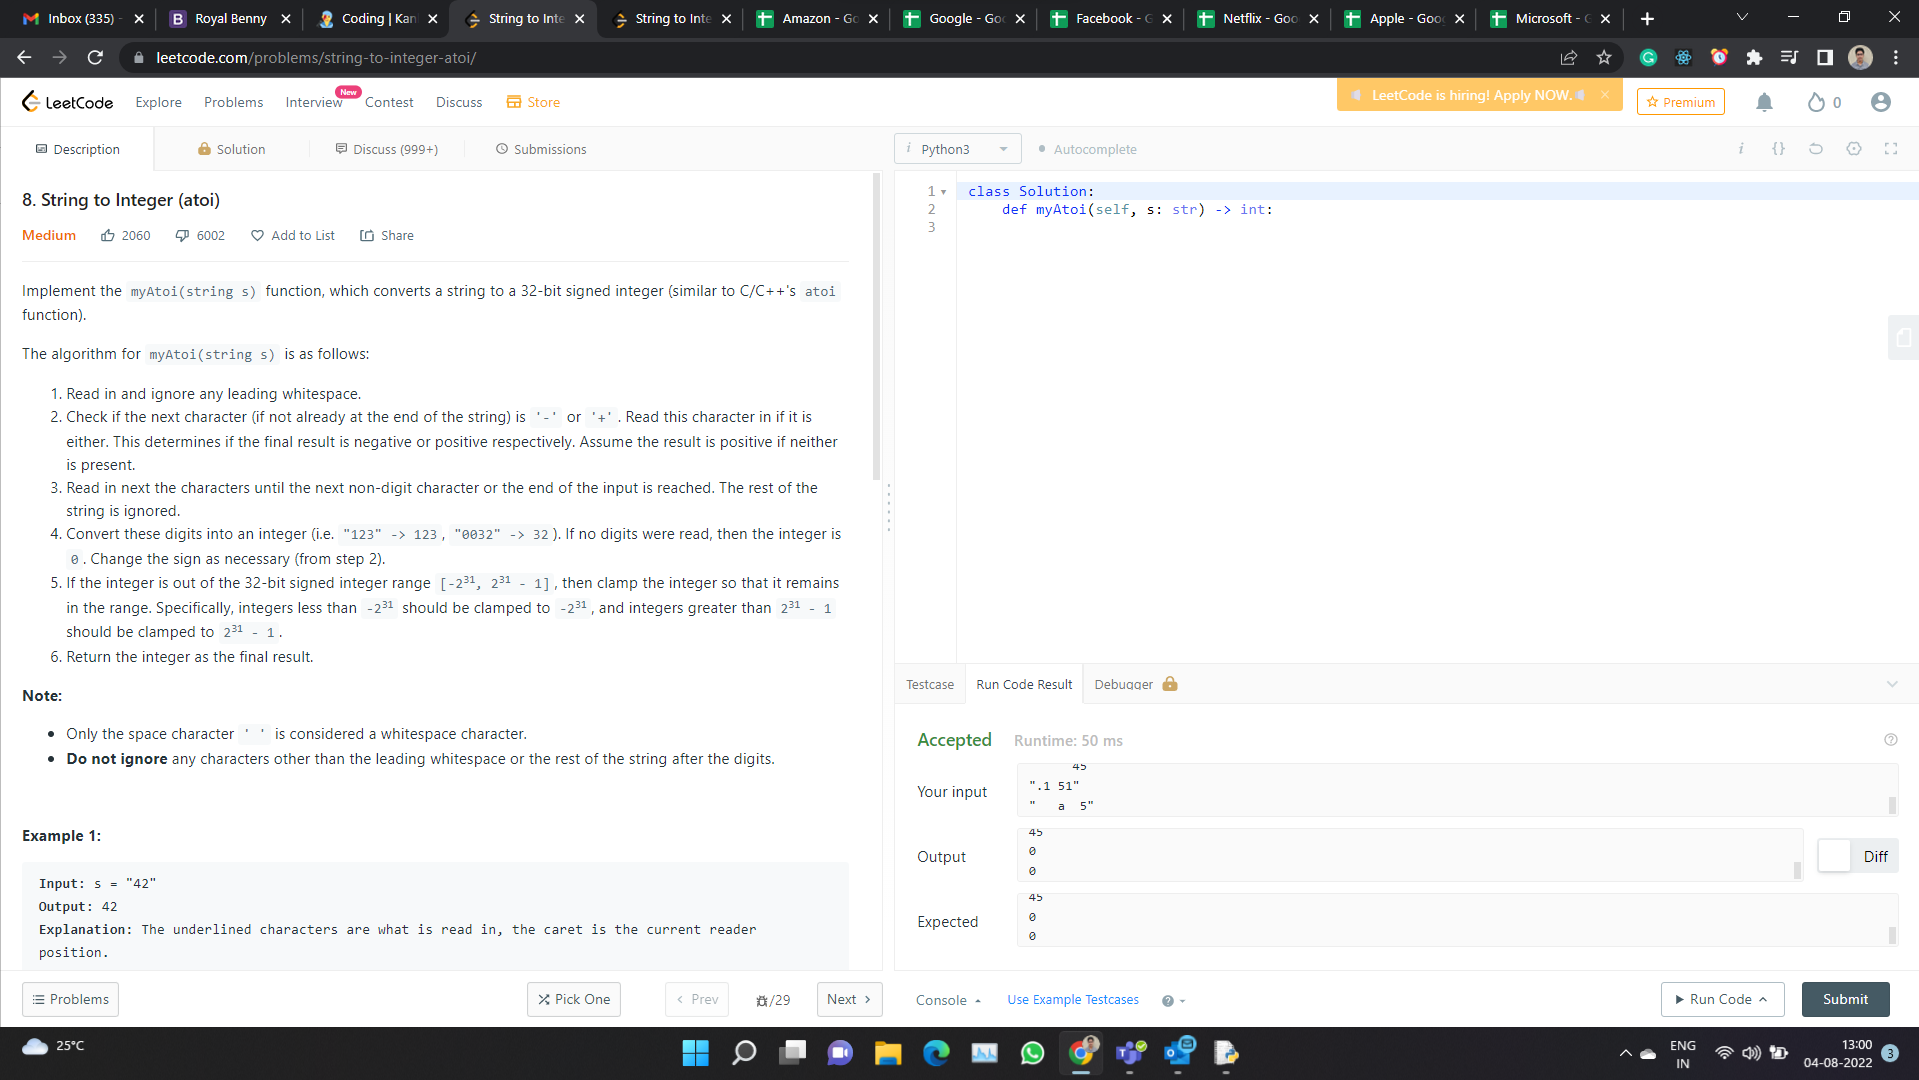 Inbox (335) -
Royal Benny
Coding | Kan
String to Inte
String to Inte
Amazon - Go
Google - Goo
Facebook - G
Netflix - Goo
Apple - Goog
Microsoft - G
leetcode.com/problems/string-to-integer-atoi/
LeetCode
Explore
Problems
Interview
New
Contest
Discuss
Store
LeetCode is hiring! Apply NOW.
Premium
0
Description
Solution
Discuss (999+)
Submissions
i Python3
Autocomplete
i {}
8. String to Integer (atoi)
Medium
2060
6002
Add to List
Share
Implement the myAtoi(string s) function, which converts a string to a 32-bit signed integer (similar to C/C++'s atoi
function).
The algorithm for myAtoi(string s) is as follows:
1. Read in and ignore any leading whitespace.
2. Check if the next character (if not already at the end of the string) is '-' or '+'. Read this character in if it is
either. This determines if the final result is negative or positive respectively. Assume the result is positive if neither
is present.
3. Read in next the characters until the next non-digit character or the end of the input is reached. The rest of the
string is ignored.
4. Convert these digits into an integer (i.e. "123" -> 123, "0032" -> 32). If no digits were read, then the integer is
0. Change the sign as necessary (from step 2).
5. If the integer is out of the 32-bit signed integer range [-2³¹, 2³¹ - 1], then clamp the integer so that it remains
in the range. Specifically, integers less than -2³¹ should be clamped to -2³¹, and integers greater than 2³¹ - 1
should be clamped to 2³¹ - 1.
6. Return the integer as the final result.
Note:
• Only the space character ' ' is considered a whitespace character.
• Do not ignore any characters other than the leading whitespace or the rest of the string after the digits.
Example 1:
Input: s = "42"
Output: 42
Explanation: The underlined characters are what is read in, the caret is the current reader
position.
Problems
Pick One
< Prev
/29
Next >
1 class Solution:
2     def myAtoi(self, s: str) -> int:
3
Testcase
Run Code Result
Debugger
Accepted
Runtime: 50 ms
Your input
45
".1 51"
"   a  5"
Output
45
0
0
Diff
Expected
45
0
0
Console
Use Example Testcases
Run Code
Submit
25°C
ENG
IN
13:00
04-08-2022
3